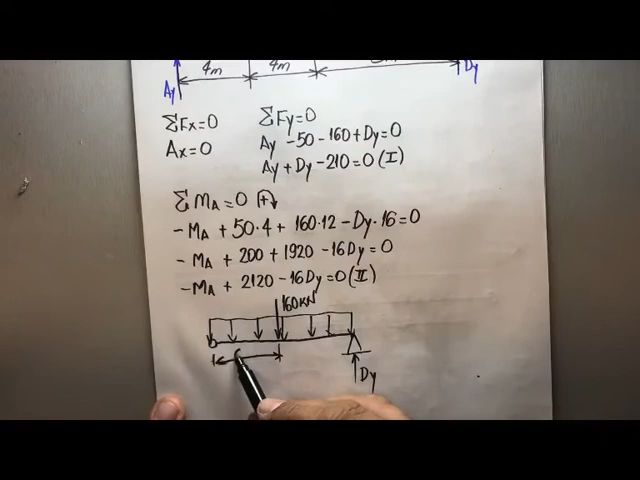 4m 4m
Ay Dy
ΣFx=0 ΣFy=0
Ax=0 Ay -50-160+Dy=0
Ay+Dy-210=0 (I)
ΣMA=0 (+
-MA + 50·4 + 160·12 - Dy·16=0
-MA + 200 + 1920 - 16Dy=0
-MA + 2120 - 16Dy=0 (II)
160KN
Dy